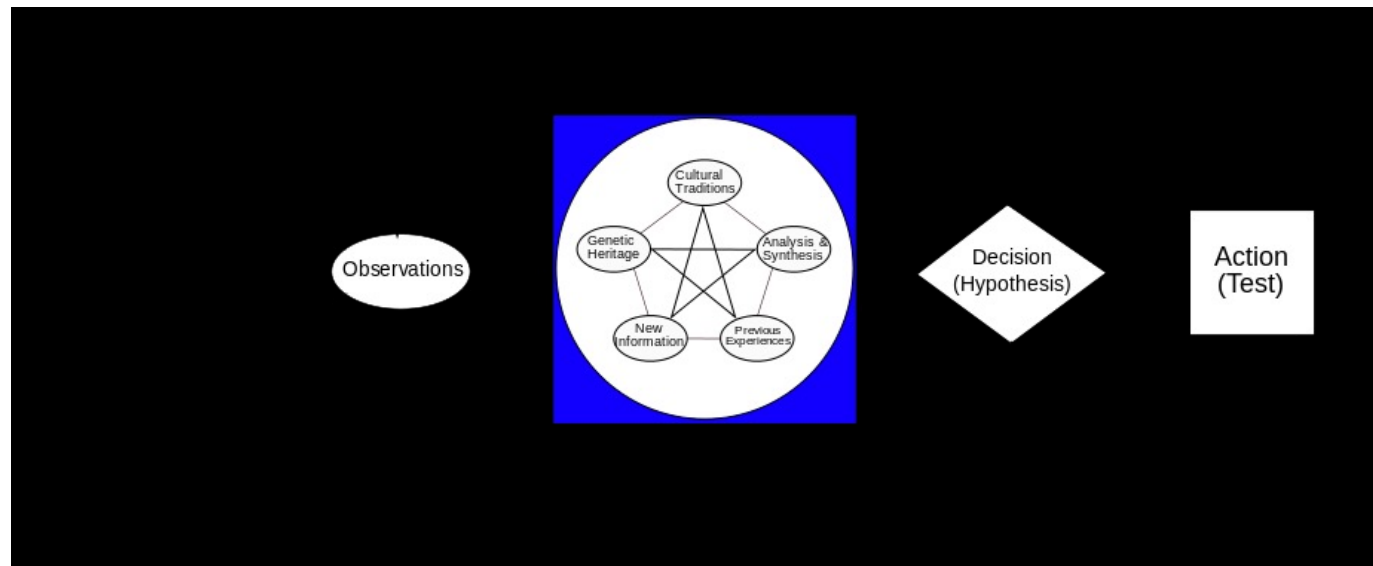 Observations
Cultural
Traditions
Genetic
Heritage
Analysis &
Synthesis
New
Information
Previous
Experiences
Decision
(Hypothesis)
Action
(Test)